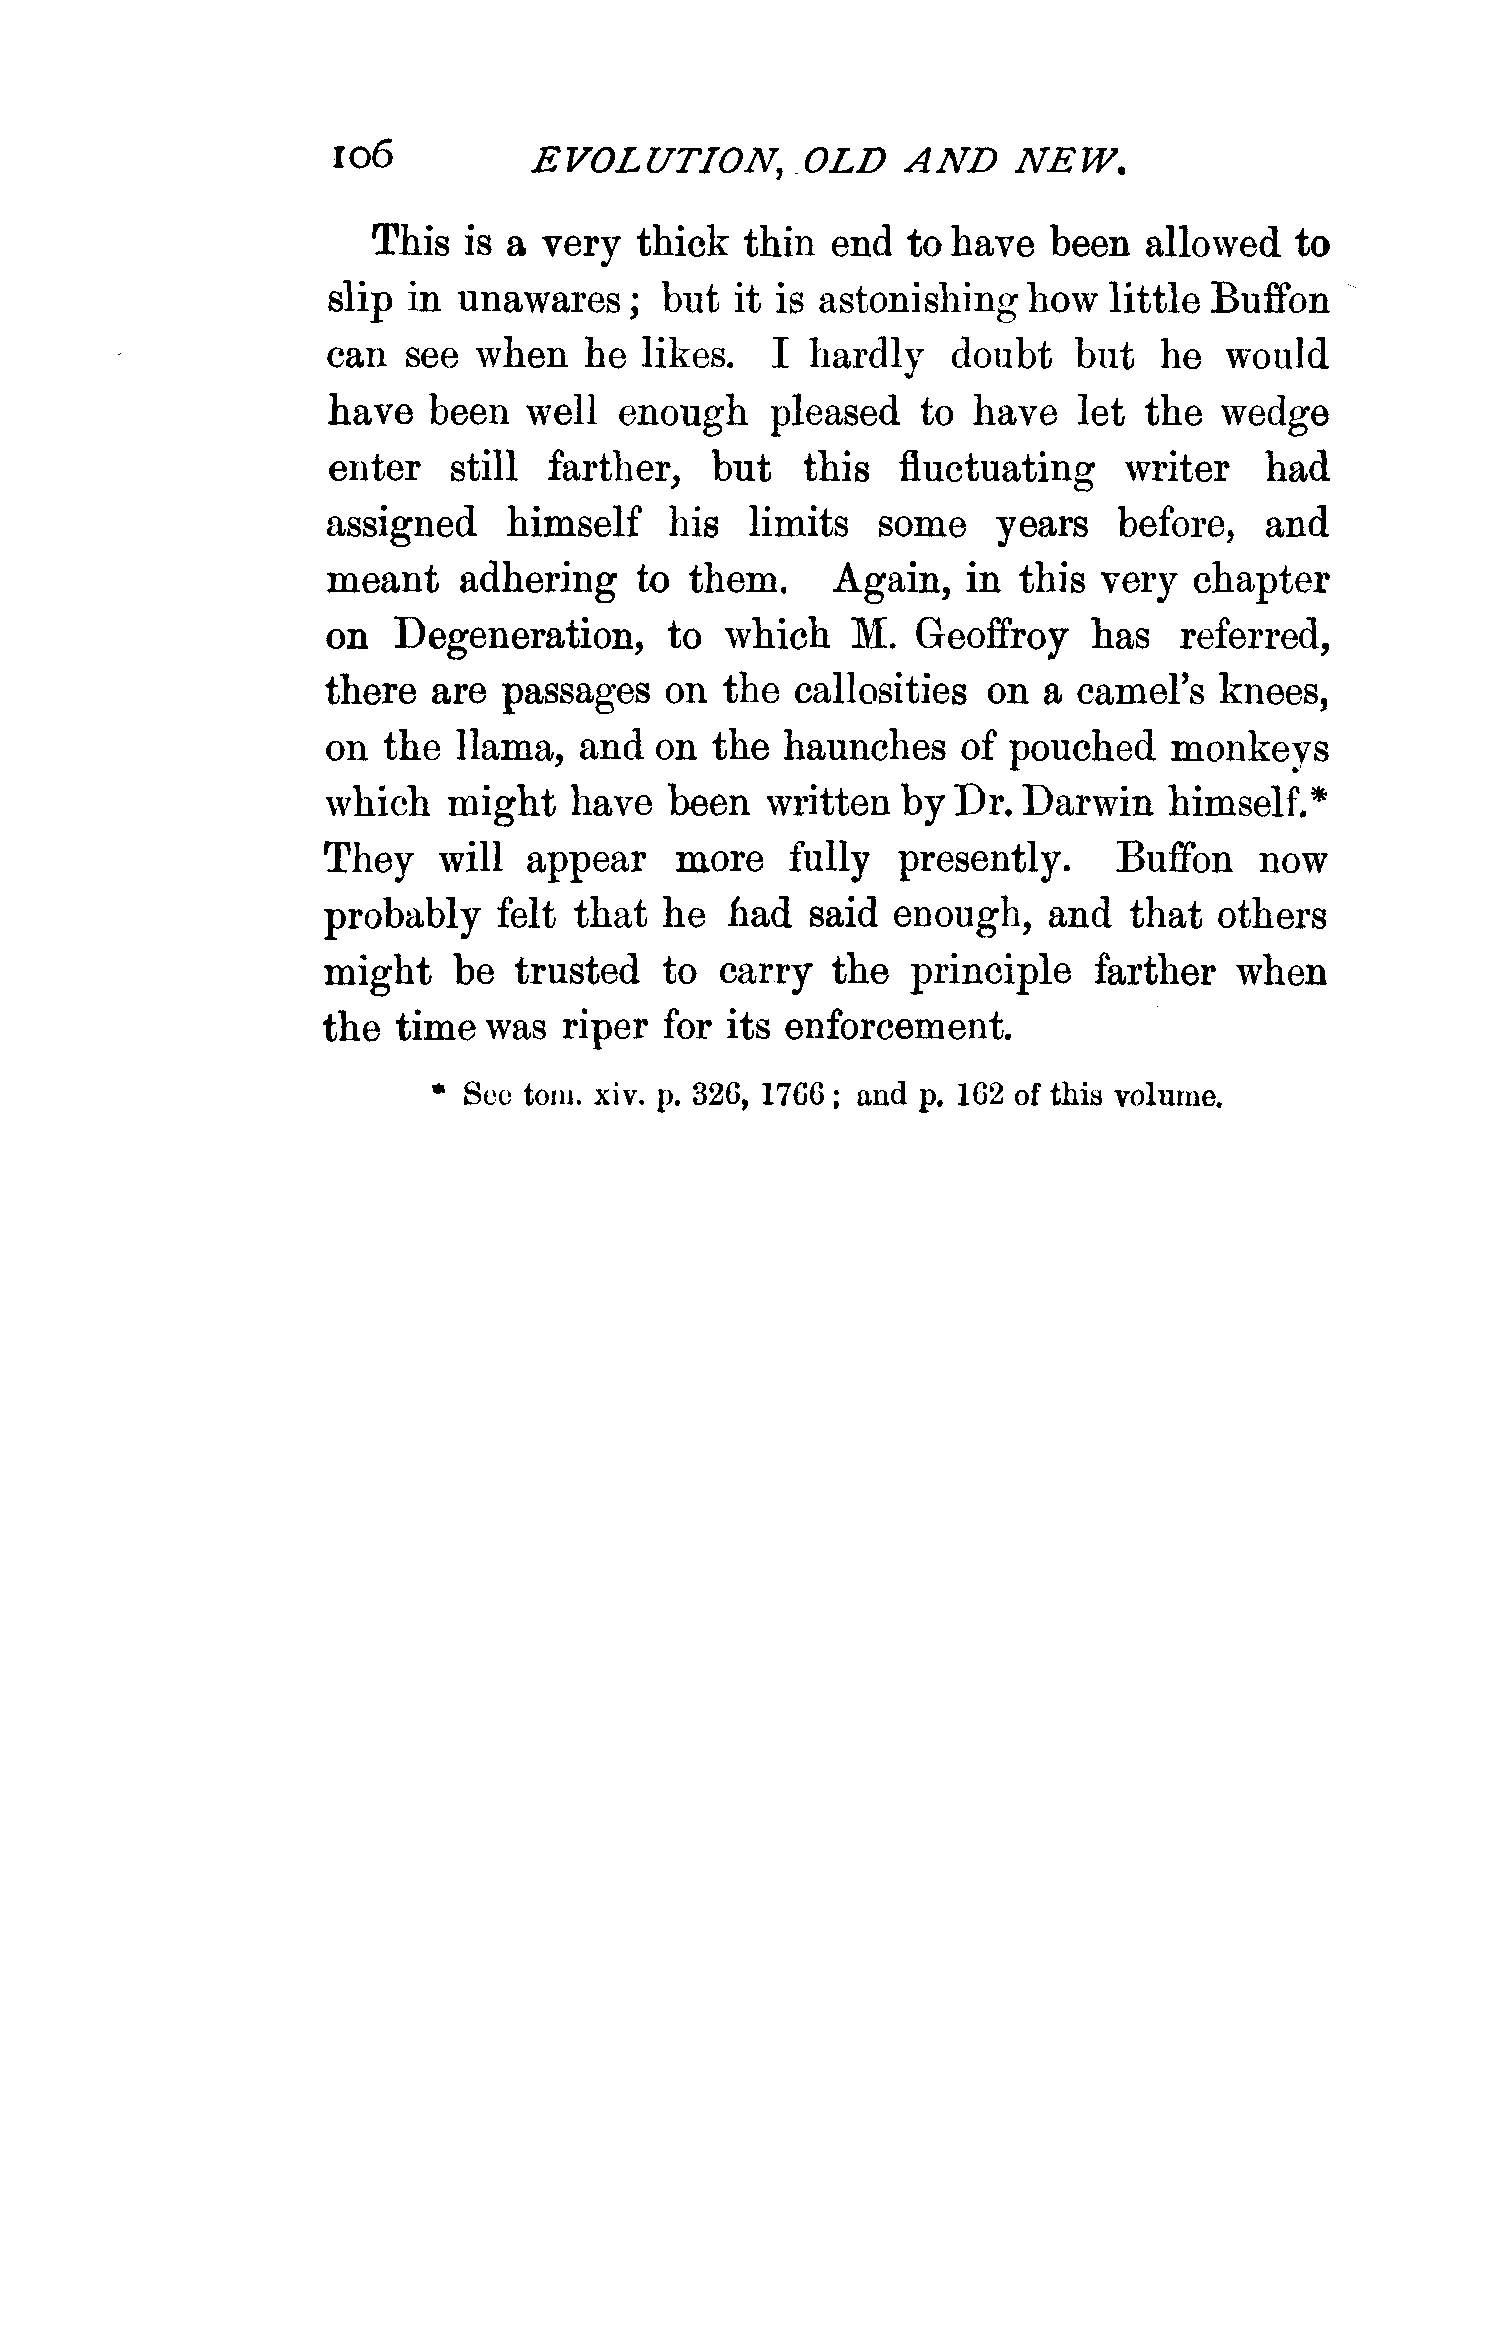 106 EVOLUTION, OLD AND NEW.
This is a very thick thin end to have been allowed to
slip in unawares; but it is astonishing how little Buffon
can see when he likes. I hardly doubt but he would
have been well enough pleased to have let the wedge
enter still farther, but this fluctuating writer had
assigned himself his limits some years before, and
meant adhering to them. Again, in this very chapter
on Degeneration, to which M. Geoffroy has referred,
there are passages on the callosities on a camel's knees,
on the llama, and on the haunches of pouched monkeys
which might have been written by Dr. Darwin himself.*
They will appear more fully presently. Buffon now
probably felt that he had said enough, and that others
might be trusted to carry the principle farther when
the time was riper for its enforcement.
* See tom. xiv. p. 326, 1766; and p. 162 of this volume.